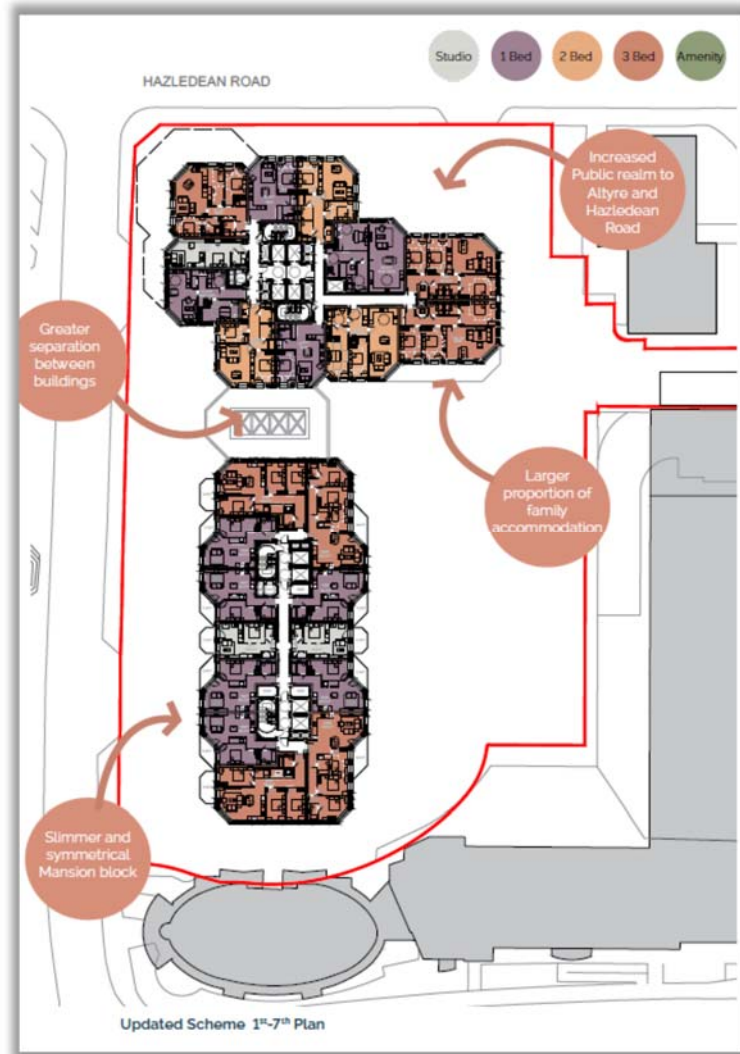 Studio
1 Bed
2 Bed
3 Bed
Amenity
HAZLEDEAN ROAD
Increased
Public realm to
Altyre and
Hazledean
Road
Greater
separation
between
buildings
Larger
proportion of
family
accommodation
Slimmer and
symmetrical
Mansion block
Updated Scheme 1st-7th Plan